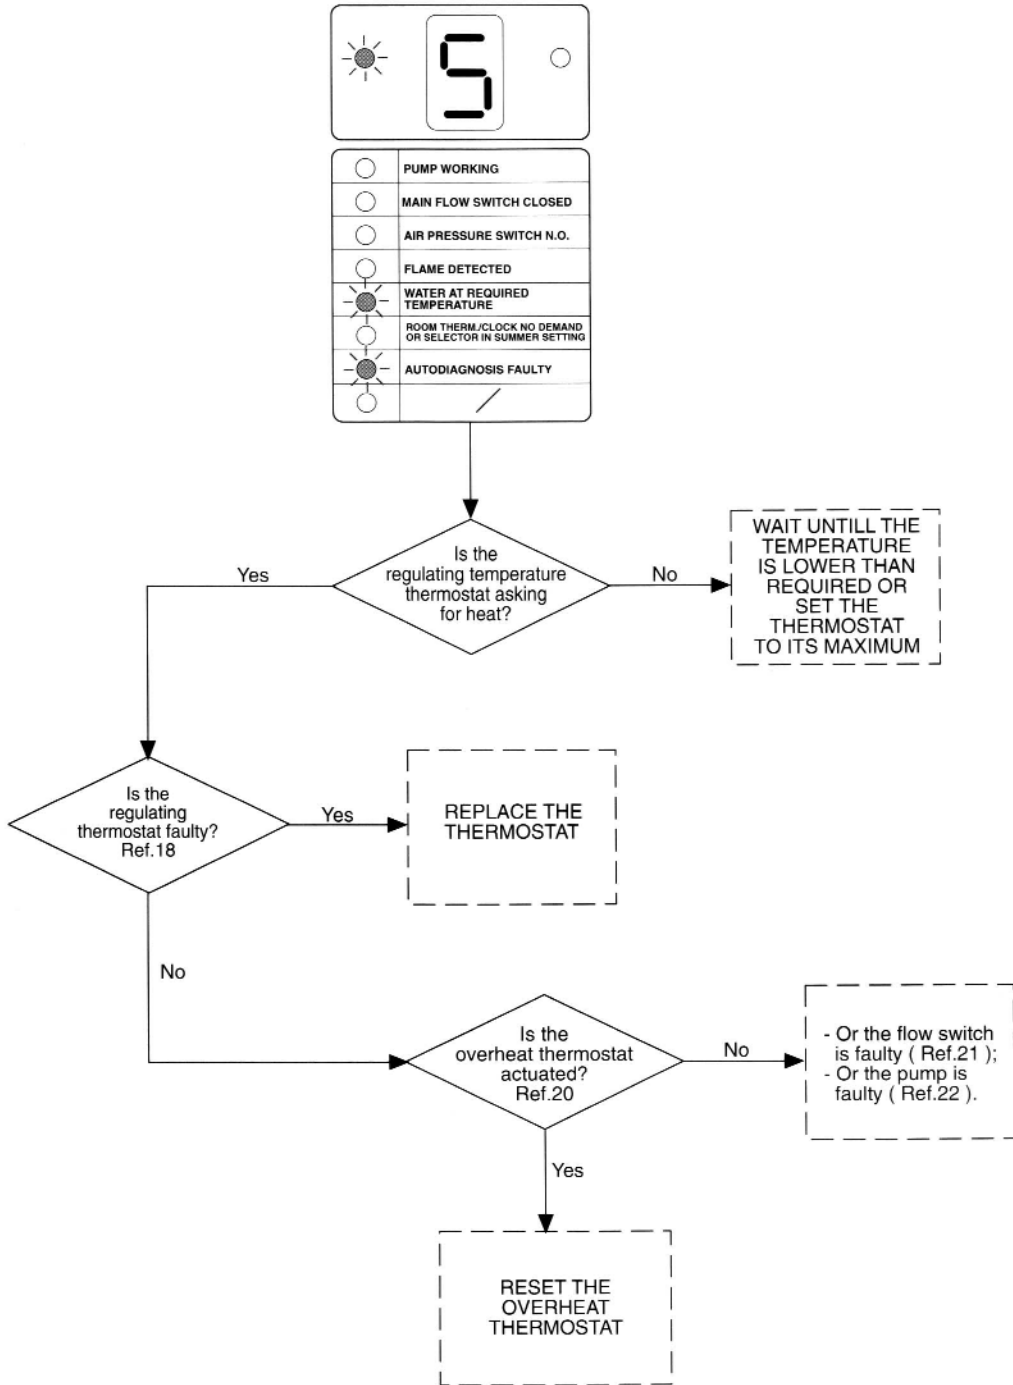 5
PUMP WORKING
MAIN FLOW SWITCH CLOSED
AIR PRESSURE SWITCH N.O.
FLAME DETECTED
WATER AT REQUIRED
TEMPERATURE
ROOM THERM./CLOCK NO DEMAND
OR SELECTOR IN SUMMER SETTING
AUTODIAGNOSIS FAULTY
/
Is the
regulating temperature
thermostat asking
for heat?
Yes
No
WAIT UNTILL THE
TEMPERATURE
IS LOWER THAN
REQUIRED OR
SET THE
THERMOSTAT
TO ITS MAXIMUM
Is the
regulating
thermostat faulty?
Ref.18
Yes
REPLACE THE
THERMOSTAT
No
Is the
overheat thermostat
actuated?
Ref.20
No
- Or the flow switch
is faulty ( Ref.21 );
- Or the pump is
faulty ( Ref.22 ).
Yes
RESET THE
OVERHEAT
THERMOSTAT